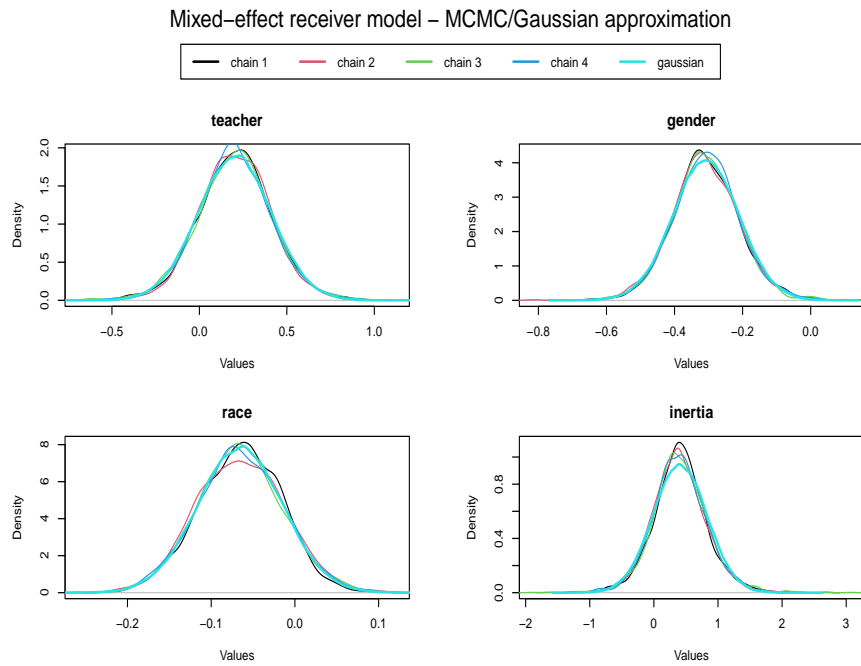 Mixed−effect receiver model − MCMC/Gaussian approximation
chain 1 chain 2 chain 3 chain 4 gaussian
teacher
Density
0.0 0.5 1.0 1.5 2.0
−0.5 0.0 0.5 1.0
Values
gender
Density
0 1 2 3 4
−0.8 −0.6 −0.4 −0.2 0.0
Values
race
Density
0 2 4 6 8
−0.2 −0.1 0.0 0.1
Values
inertia
Density
0.0 0.4 0.8
−2 −1 0 1 2 3
Values